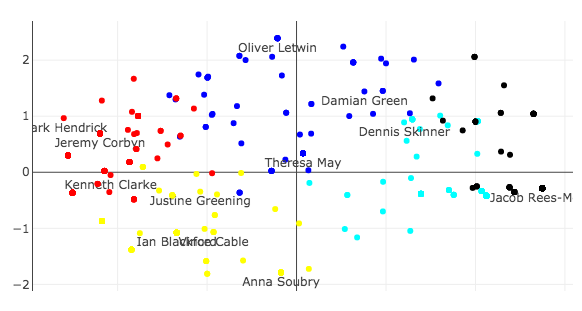 2
Oliver Letwin
Damian Green
1
ark Hendrick
Dennis Skinner
Jeremy Corbyn
Theresa May
0
Kenneth Clarke
Jacob Rees-M
Justine Greening
−1
Ian Blackford
Vince Cable
Anna Soubry
−2